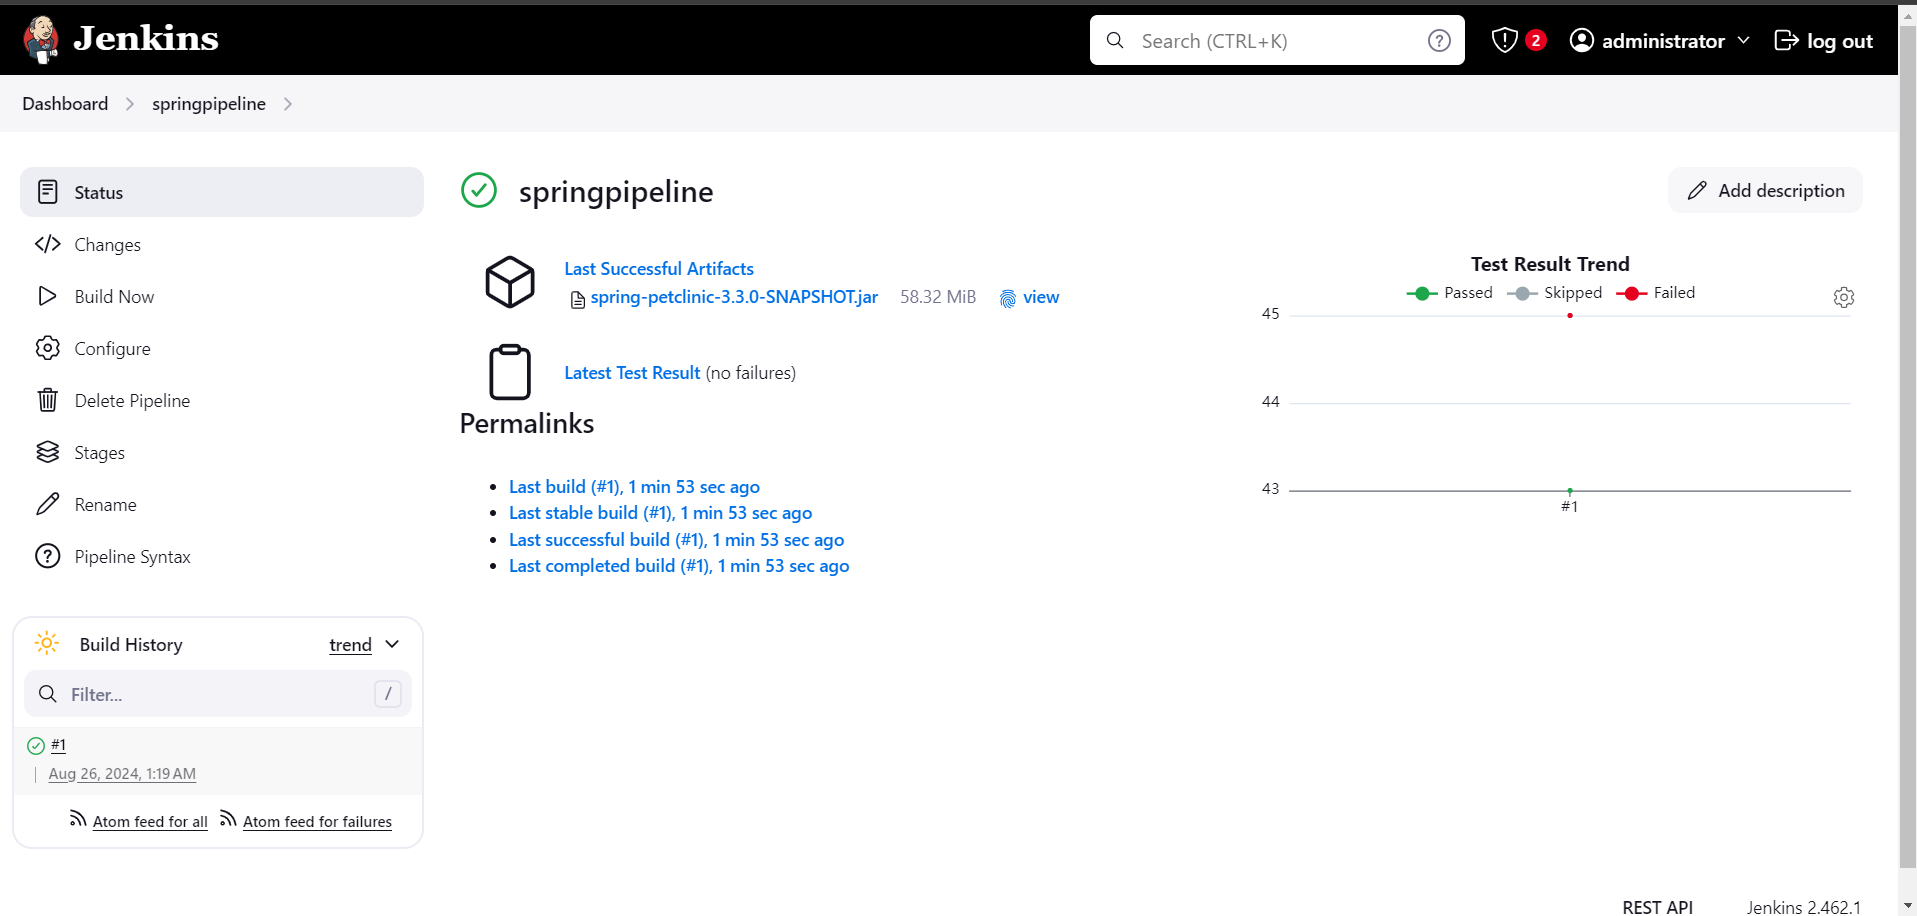 Jenkins
Search (CTRL+K)
?
2
administrator
log out
Dashboard
springpipeline
Status
Changes
Build Now
Configure
Delete Pipeline
Stages
Rename
Pipeline Syntax
Build History
trend
Filter...
/
#1
Aug 26, 2024, 1:19 AM
Atom feed for all
Atom feed for failures
springpipeline
Add description
Last Successful Artifacts
spring-petclinic-3.3.0-SNAPSHOT.jar 58.32 MiB view
Latest Test Result (no failures)
Permalinks
Last build (#1), 1 min 53 sec ago
Last stable build (#1), 1 min 53 sec ago
Last successful build (#1), 1 min 53 sec ago
Last completed build (#1), 1 min 53 sec ago
Test Result Trend
Passed Skipped Failed
45
44
43
#1
REST API
Jenkins 2.462.1